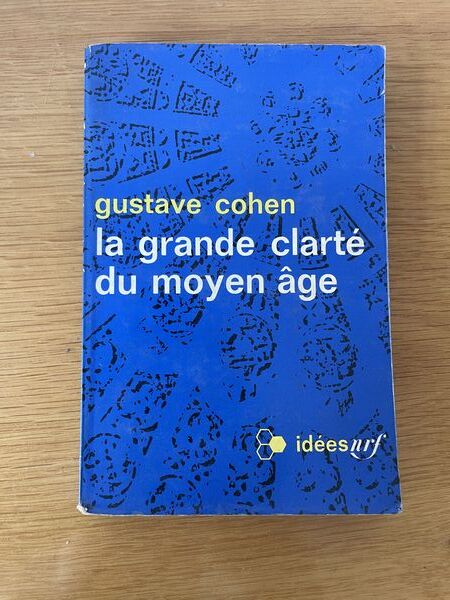 gustave cohen
la grande clarté
du moyen âge
idées nrf